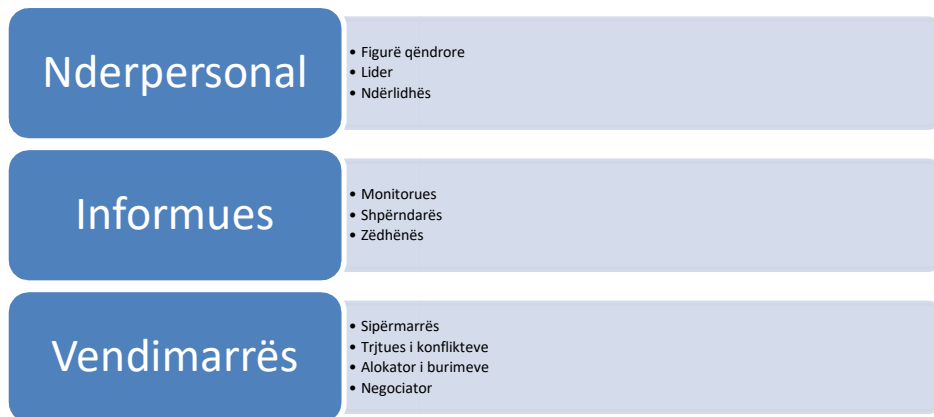 Nderpersonal
• Figurë qëndrore
• Lider
• Ndërlidhës
Informues
• Monitorues
• Shpërndarës
• Zëdhënës
Vendimarrës
• Sipërmarrës
• Trjtues i konflikteve
• Alokator i burimeve
• Negociator